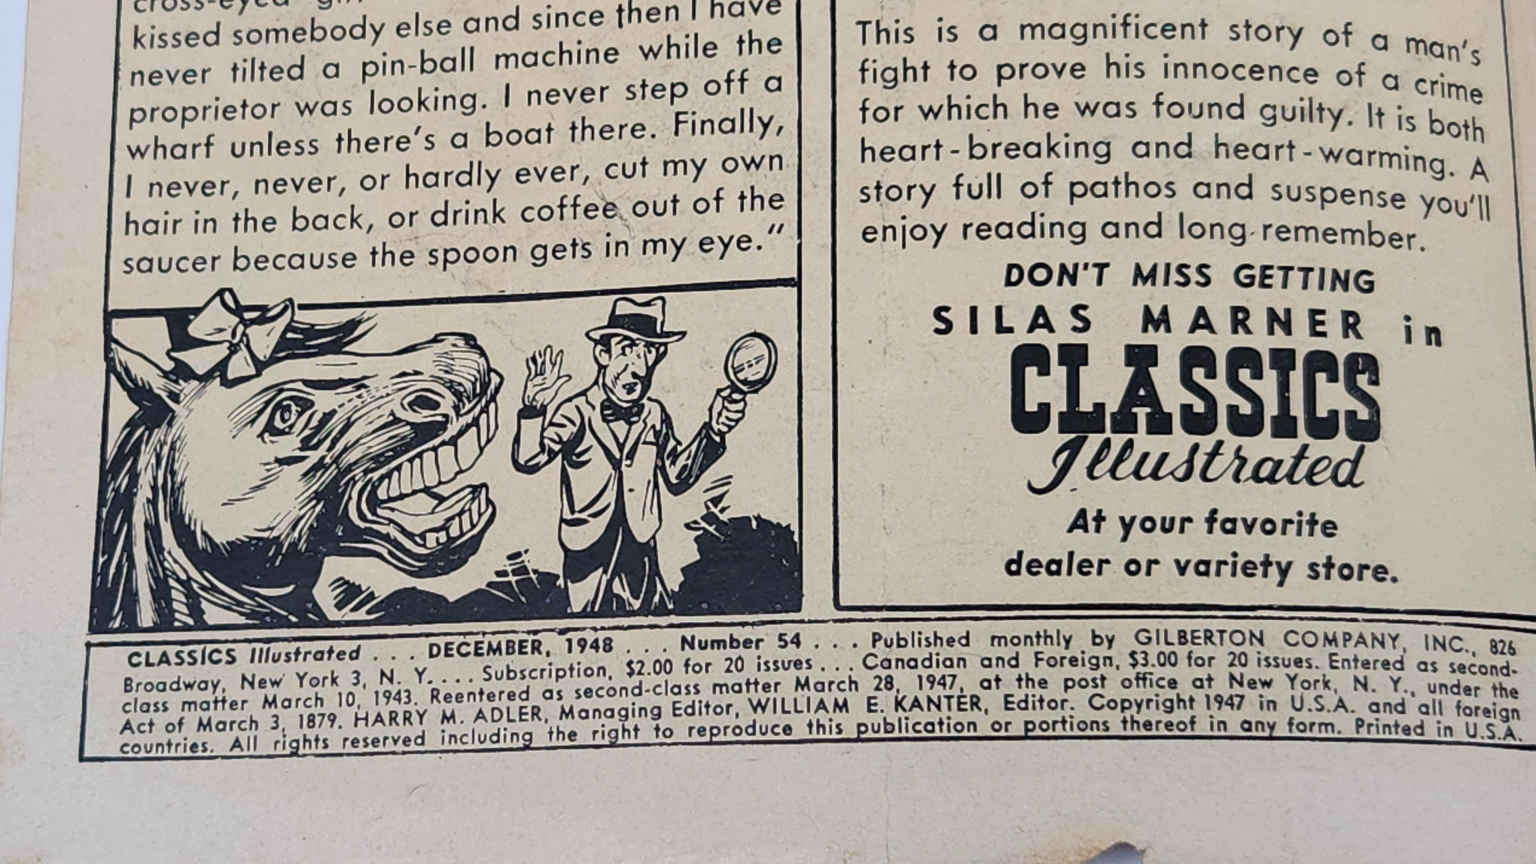 cross-eyed
kissed somebody else and since then I have
never tilted a pin-ball machine while the
proprietor was looking. I never step off a
wharf unless there's a boat there. Finally,
I never, never, or hardly ever, cut my own
hair in the back, or drink coffee out of the
saucer because the spoon gets in my eye."
This is a magnificent story of a man's
fight to prove his innocence of a crime
for which he was found guilty. It is both
heart-breaking and heart-warming. A
story full of pathos and suspense you'll
enjoy reading and long remember.
DON'T MISS GETTING
SILAS MARNER in
CLASSICS
Illustrated
At your favorite
dealer or variety store.
CLASSICS Illustrated . . . DECEMBER, 1948 . . . Number 54 . . . Published monthly by GILBERTON COMPANY, INC., 826
Broadway, New York 3, N. Y. . . . Subscription, $2.00 for 20 issues . . . Canadian and Foreign, $3.00 for 20 issues. Entered as second-
class matter March 10, 1943. Reentered as second-class matter March 28, 1947, at the post office at New York, N. Y., under the
Act of March 3, 1879. HARRY M. ADLER, Managing Editor, WILLIAM E. KANTER, Editor. Copyright 1947 in U.S.A. and all foreign
countries. All rights reserved including the right to reproduce this publication or portions thereof in any form. Printed in U.S.A.